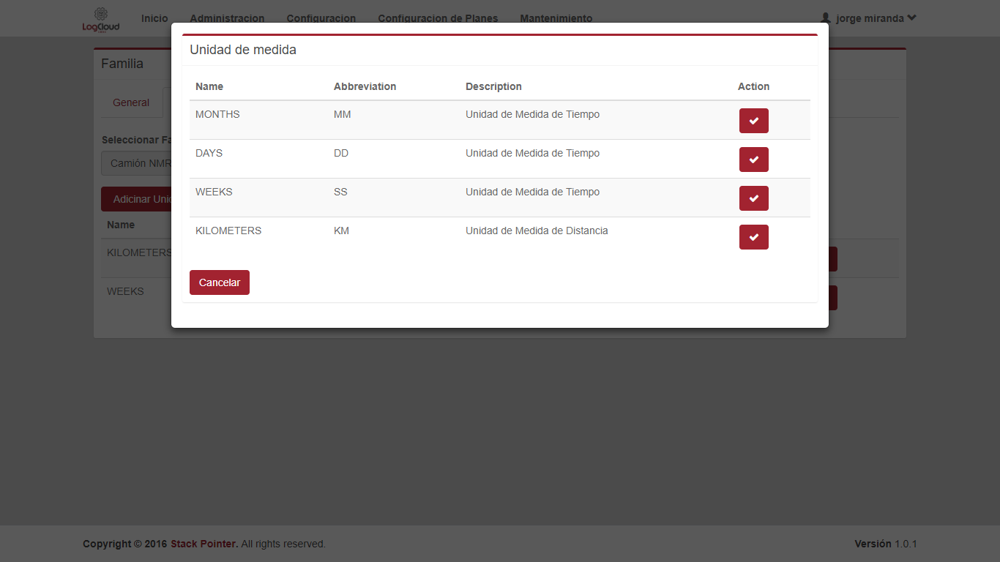 LogCloud
Inicio Administracion Configuracion Configuracion de Planes Mantenimiento jorge miranda
Familia
General
Seleccionar Fa
Camión NMR
Adicinar Unid
Name
KILOMETERS
WEEKS
Unidad de medida
Name Abbreviation Description Action
MONTHS MM Unidad de Medida de Tiempo
DAYS DD Unidad de Medida de Tiempo
WEEKS SS Unidad de Medida de Tiempo
KILOMETERS KM Unidad de Medida de Distancia
Cancelar
Copyright © 2016 Stack Pointer. All rights reserved. Versión 1.0.1